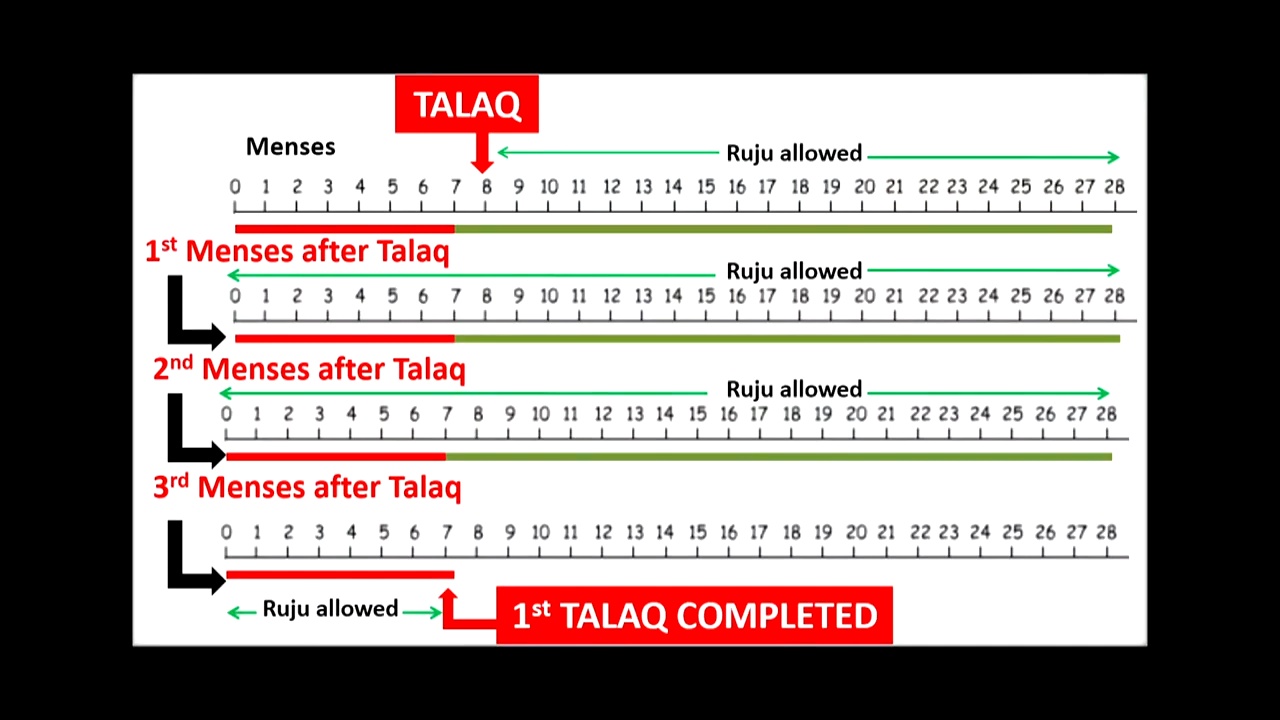 TALAQ
Menses
Ruju allowed
0 1 2 3 4 5 6 7 8 9 10 11 12 13 14 15 16 17 18 19 20 21 22 23 24 25 26 27 28
1st Menses after Talaq
Ruju allowed
0 1 2 3 4 5 6 7 8 9 10 11 12 13 14 15 16 17 18 19 20 21 22 23 24 25 26 27 28
2nd Menses after Talaq
Ruju allowed
0 1 2 3 4 5 6 7 8 9 10 11 12 13 14 15 16 17 18 19 20 21 22 23 24 25 26 27 28
3rd Menses after Talaq
0 1 2 3 4 5 6 7 8 9 10 11 12 13 14 15 16 17 18 19 20 21 22 23 24 25 26 27 28
Ruju allowed
1st TALAQ COMPLETED